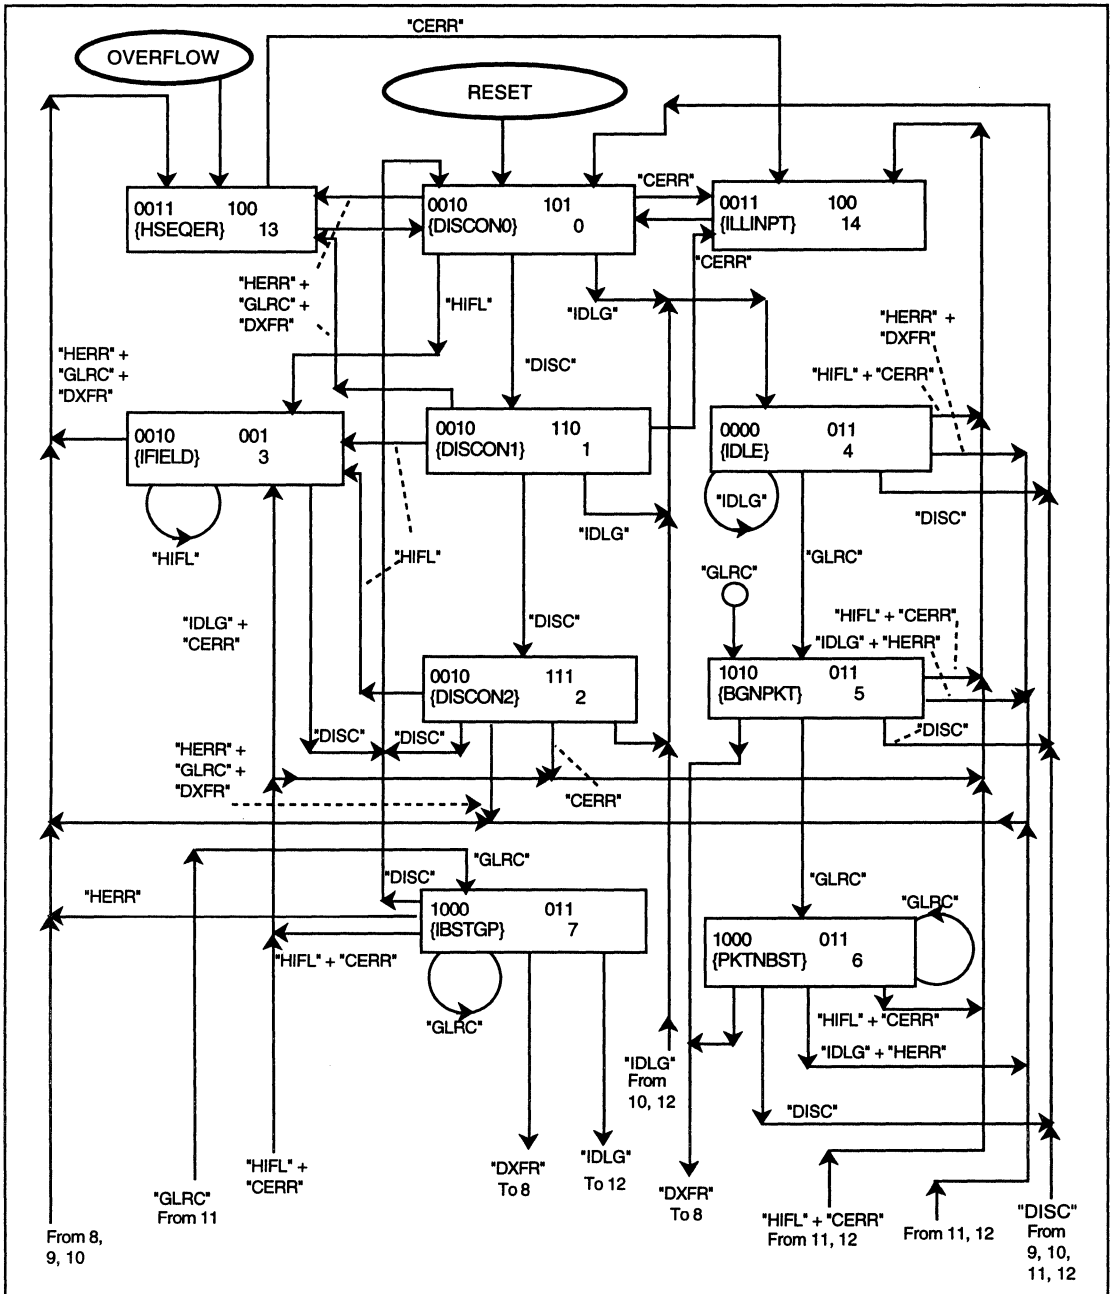 "CERR"
OVERFLOW
RESET
"CERR"
0011 100
{HSEQER} 13
0010 101
{DISCON0} 0
0011 100
{ILLINPT} 14
"CERR"
"HERR" +
"GLRC" +
"DXFR"
"HIFL"
"IDLG"
"DISC"
"HERR" +
"DXFR"
"HIFL" + "CERR"
"HERR" +
"GLRC" +
"DXFR"
0010 001
{IFIELD} 3
0010 110
{DISCON1} 1
0000 011
{IDLE} 4
"HIFL"
"HIFL"
"IDLG"
"IDLG"
"DISC"
"GLRC"
"GLRC"
"IDLG" +
"CERR"
"DISC"
"HIFL" + "CERR"
"IDLG" + "HERR"
0010 111
{DISCON2} 2
1010 011
{BGNPKT} 5
"DISC"
"DISC"
"DISC"
"HERR" +
"GLRC" +
"DXFR"
"CERR"
"GLRC"
"DISC"
"HERR"
1000 011
{IBSTGP} 7
"HIFL" + "CERR"
"GLRC"
"GLRC"
"GLRC"
1000 011
{PKTNBST} 6
"HIFL" + "CERR"
"IDLG" + "HERR"
"DISC"
"IDLG"
From
10, 12
"GLRC"
From 11
"HIFL" +
"CERR"
"DXFR"
To 8
"IDLG"
To 12
"DXFR"
To 8
"HIFL" + "CERR"
From 11, 12
From 11, 12
"DISC"
From
9, 10,
11, 12
From 8,
9, 10